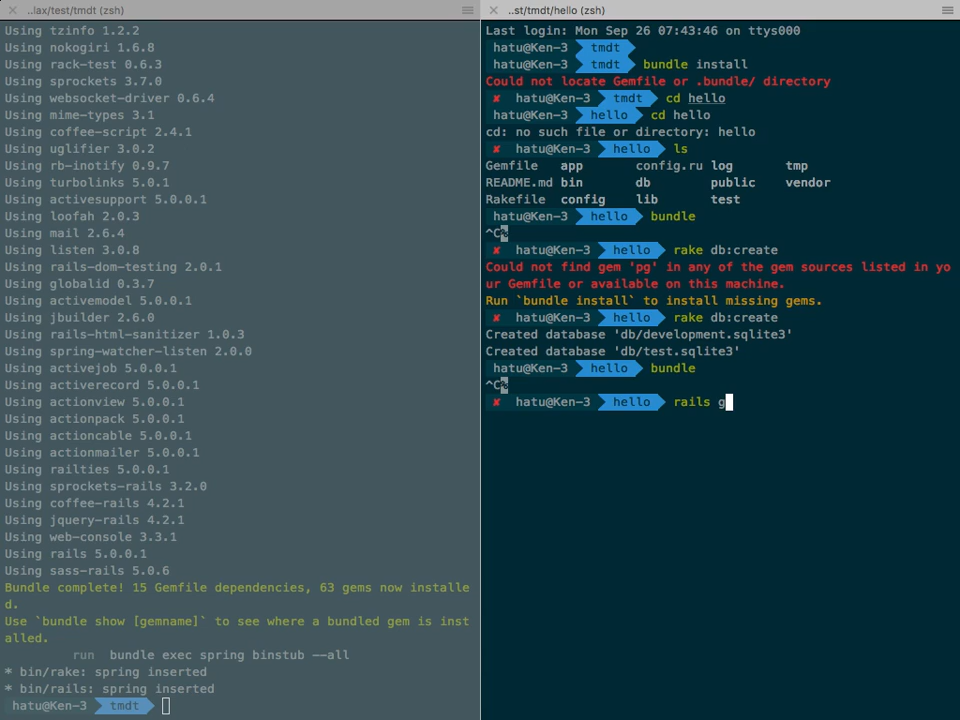 ..lax/test/tmdt (zsh)
Using tzinfo 1.2.2
Using nokogiri 1.6.8
Using rack-test 0.6.3
Using sprockets 3.7.0
Using websocket-driver 0.6.4
Using mime-types 3.1
Using coffee-script 2.4.1
Using uglifier 3.0.2
Using rb-inotify 0.9.7
Using turbolinks 5.0.1
Using activesupport 5.0.0.1
Using loofah 2.0.3
Using mail 2.6.4
Using listen 3.0.8
Using rails-dom-testing 2.0.1
Using globalid 0.3.7
Using activemodel 5.0.0.1
Using jbuilder 2.6.0
Using rails-html-sanitizer 1.0.3
Using spring-watcher-listen 2.0.0
Using activejob 5.0.0.1
Using activerecord 5.0.0.1
Using actionview 5.0.0.1
Using actionpack 5.0.0.1
Using actioncable 5.0.0.1
Using actionmailer 5.0.0.1
Using railties 5.0.0.1
Using sprockets-rails 3.2.0
Using coffee-rails 4.2.1
Using jquery-rails 4.2.1
Using web-console 3.3.1
Using rails 5.0.0.1
Using sass-rails 5.0.6
Bundle complete! 15 Gemfile dependencies, 63 gems now installe
d.
Use `bundle show [gemname]` to see where a bundled gem is inst
alled.
run bundle exec spring binstub --all
* bin/rake: spring inserted
* bin/rails: spring inserted
hatu@Ken-3 tmdt
..st/tmdt/hello (zsh)
Last login: Mon Sep 26 07:43:46 on ttys000
hatu@Ken-3 tmdt
hatu@Ken-3 tmdt bundle install
Could not locate Gemfile or .bundle/ directory
✘ hatu@Ken-3 tmdt cd hello
hatu@Ken-3 hello cd hello
cd: no such file or directory: hello
✘ hatu@Ken-3 hello ls
Gemfile app config.ru log tmp
README.md bin db public vendor
Rakefile config lib test
hatu@Ken-3 hello bundle
^C%
✘ hatu@Ken-3 hello rake db:create
Could not find gem 'pg' in any of the gem sources listed in yo
ur Gemfile or available on this machine.
Run `bundle install` to install missing gems.
hatu@Ken-3 hello rake db:create
Created database 'db/development.sqlite3'
Created database 'db/test.sqlite3'
hatu@Ken-3 hello bundle
^C%
✘ hatu@Ken-3 hello rails g